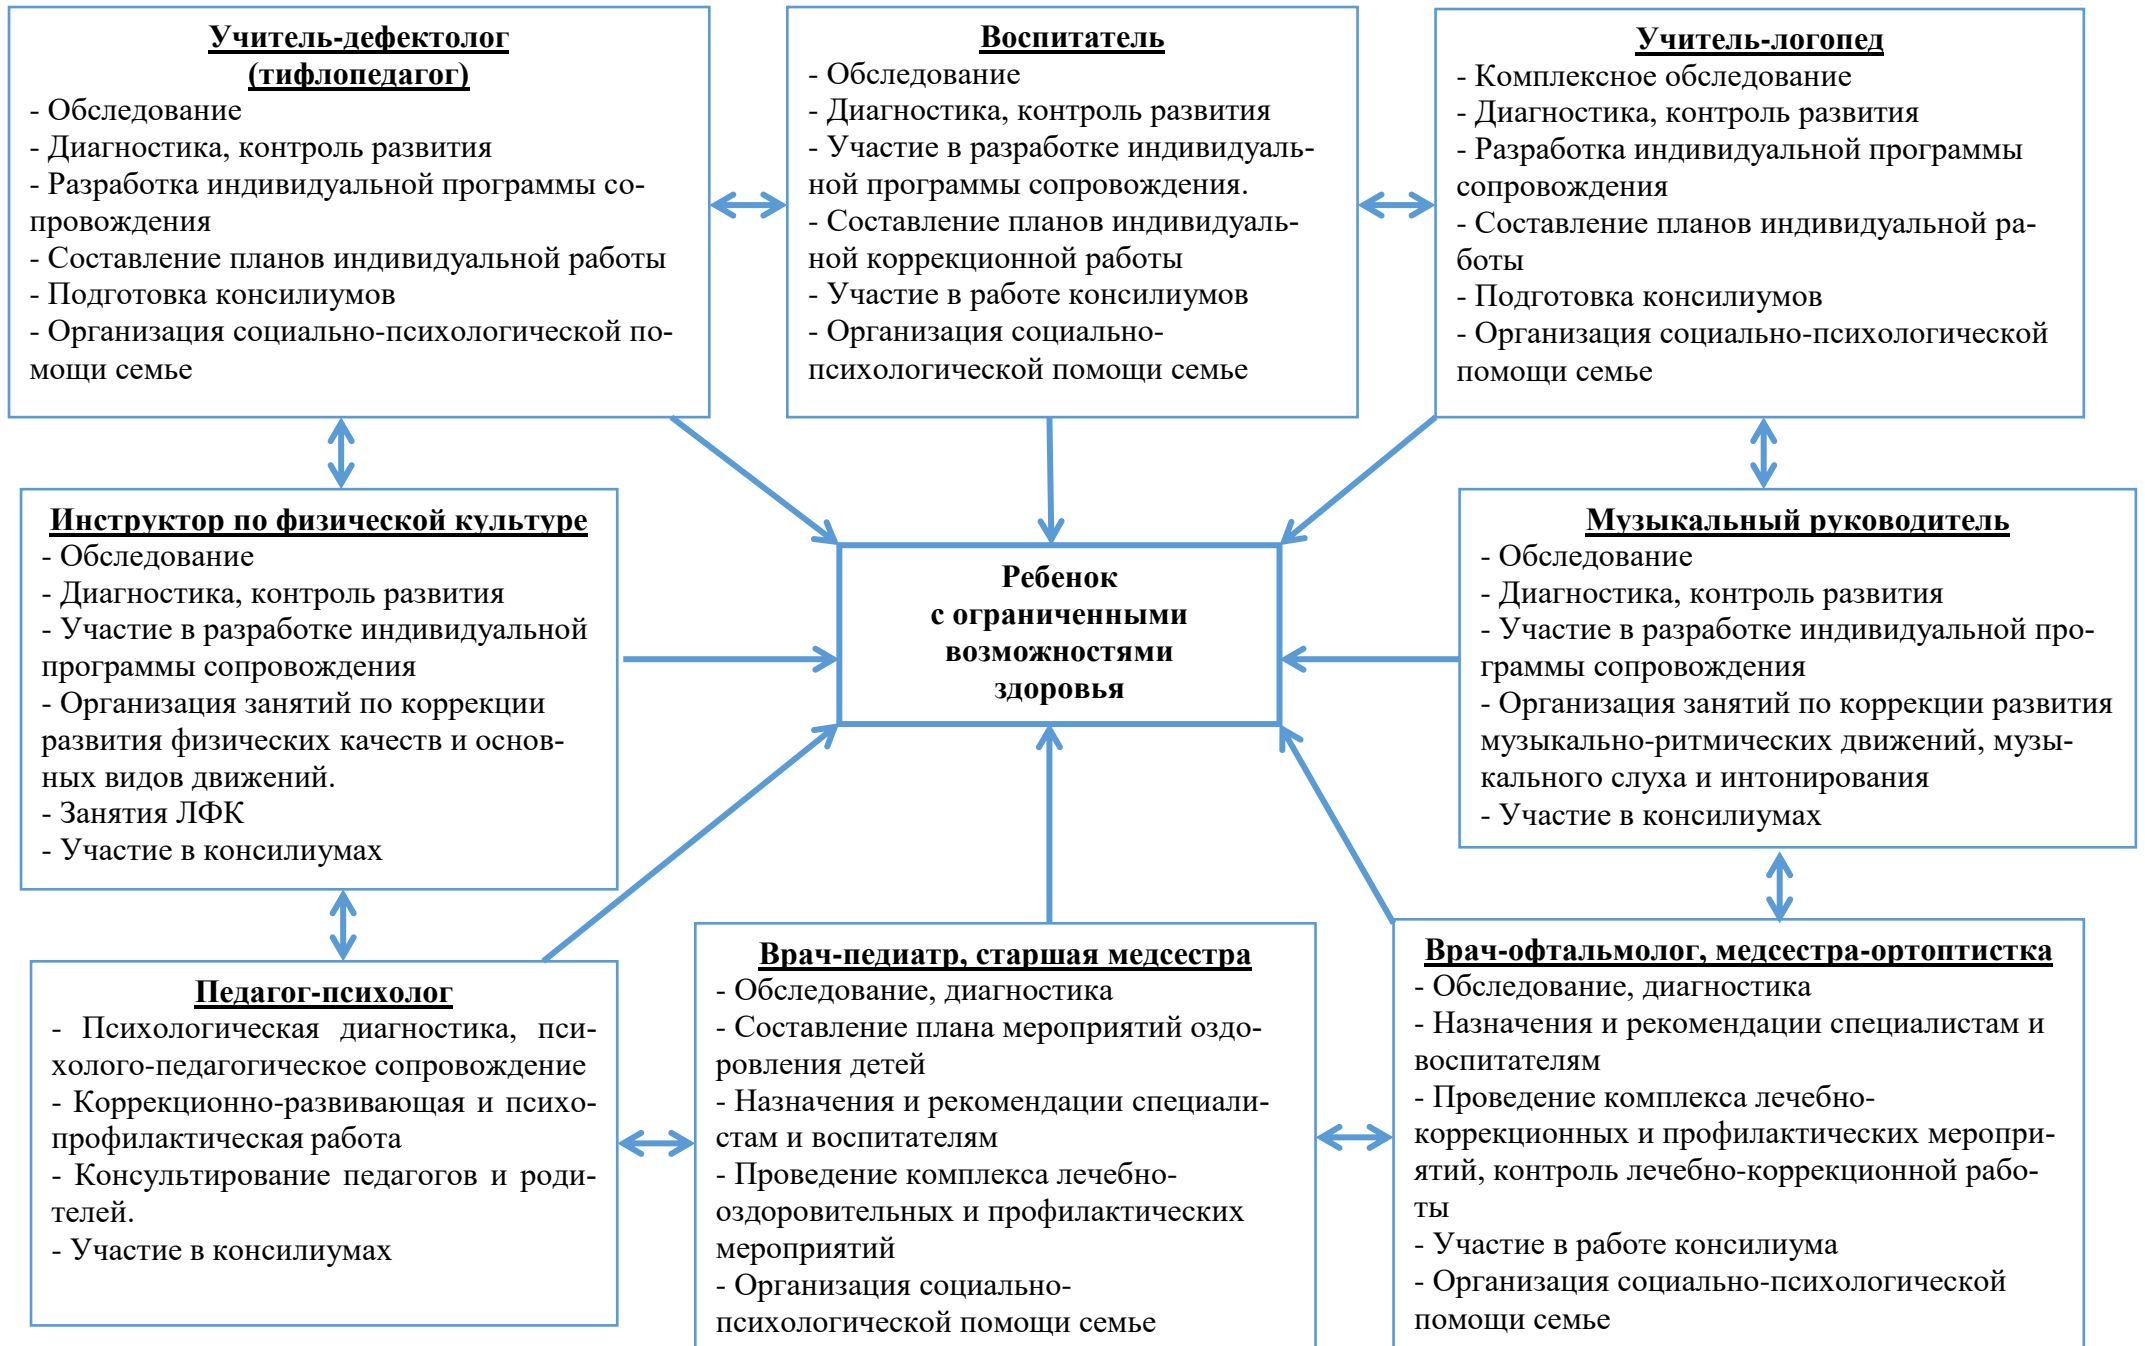 Учитель-дефектолог
(тифлопедагог)
- Обследование
- Диагностика, контроль развития
- Разработка индивидуальной программы со-
провождения
- Составление планов индивидуальной работы
- Подготовка консилиумов
- Организация социально-психологической по-
мощи семье
Воспитатель
- Обследование
- Диагностика, контроль развития
- Участие в разработке индивидуаль-
ной программы сопровождения.
- Составление планов индивидуаль-
ной коррекционной работы
- Участие в работе консилиумов
- Организация социально-
психологической помощи семье
Учитель-логопед
- Комплексное обследование
- Диагностика, контроль развития
- Разработка индивидуальной программы
сопровождения
- Составление планов индивидуальной ра-
боты
- Подготовка консилиумов
- Организация социально-психологической
помощи семье
Инструктор по физической культуре
- Обследование
- Диагностика, контроль развития
- Участие в разработке индивидуальной
программы сопровождения
- Организация занятий по коррекции
развития физических качеств и основ-
ных видов движений.
- Занятия ЛФК
- Участие в консилиумах
Ребенок
с ограниченными
возможностями
здоровья
Музыкальный руководитель
- Обследование
- Диагностика, контроль развития
- Участие в разработке индивидуальной про-
граммы сопровождения
- Организация занятий по коррекции развития
музыкально-ритмических движений, музы-
кального слуха и интонирования
- Участие в консилиумах
Педагог-психолог
- Психологическая диагностика, пси-
холого-педагогическое сопровождение
- Коррекционно-развивающая и психо-
профилактическая работа
- Консультирование педагогов и роди-
телей.
- Участие в консилиумах
Врач-педиатр, старшая медсестра
- Обследование, диагностика
- Составление плана мероприятий оздо-
ровления детей
- Назначения и рекомендации специали-
стам и воспитателям
- Проведение комплекса лечебно-
оздоровительных и профилактических
мероприятий
- Организация социально-
психологической помощи семье
Врач-офтальмолог, медсестра-ортоптистка
- Обследование, диагностика
- Назначения и рекомендации специалистам и
воспитателям
- Проведение комплекса лечебно-
коррекционных и профилактических меропри-
ятий, контроль лечебно-коррекционной рабо-
ты
- Участие в работе консилиума
- Организация социально-психологической
помощи семье